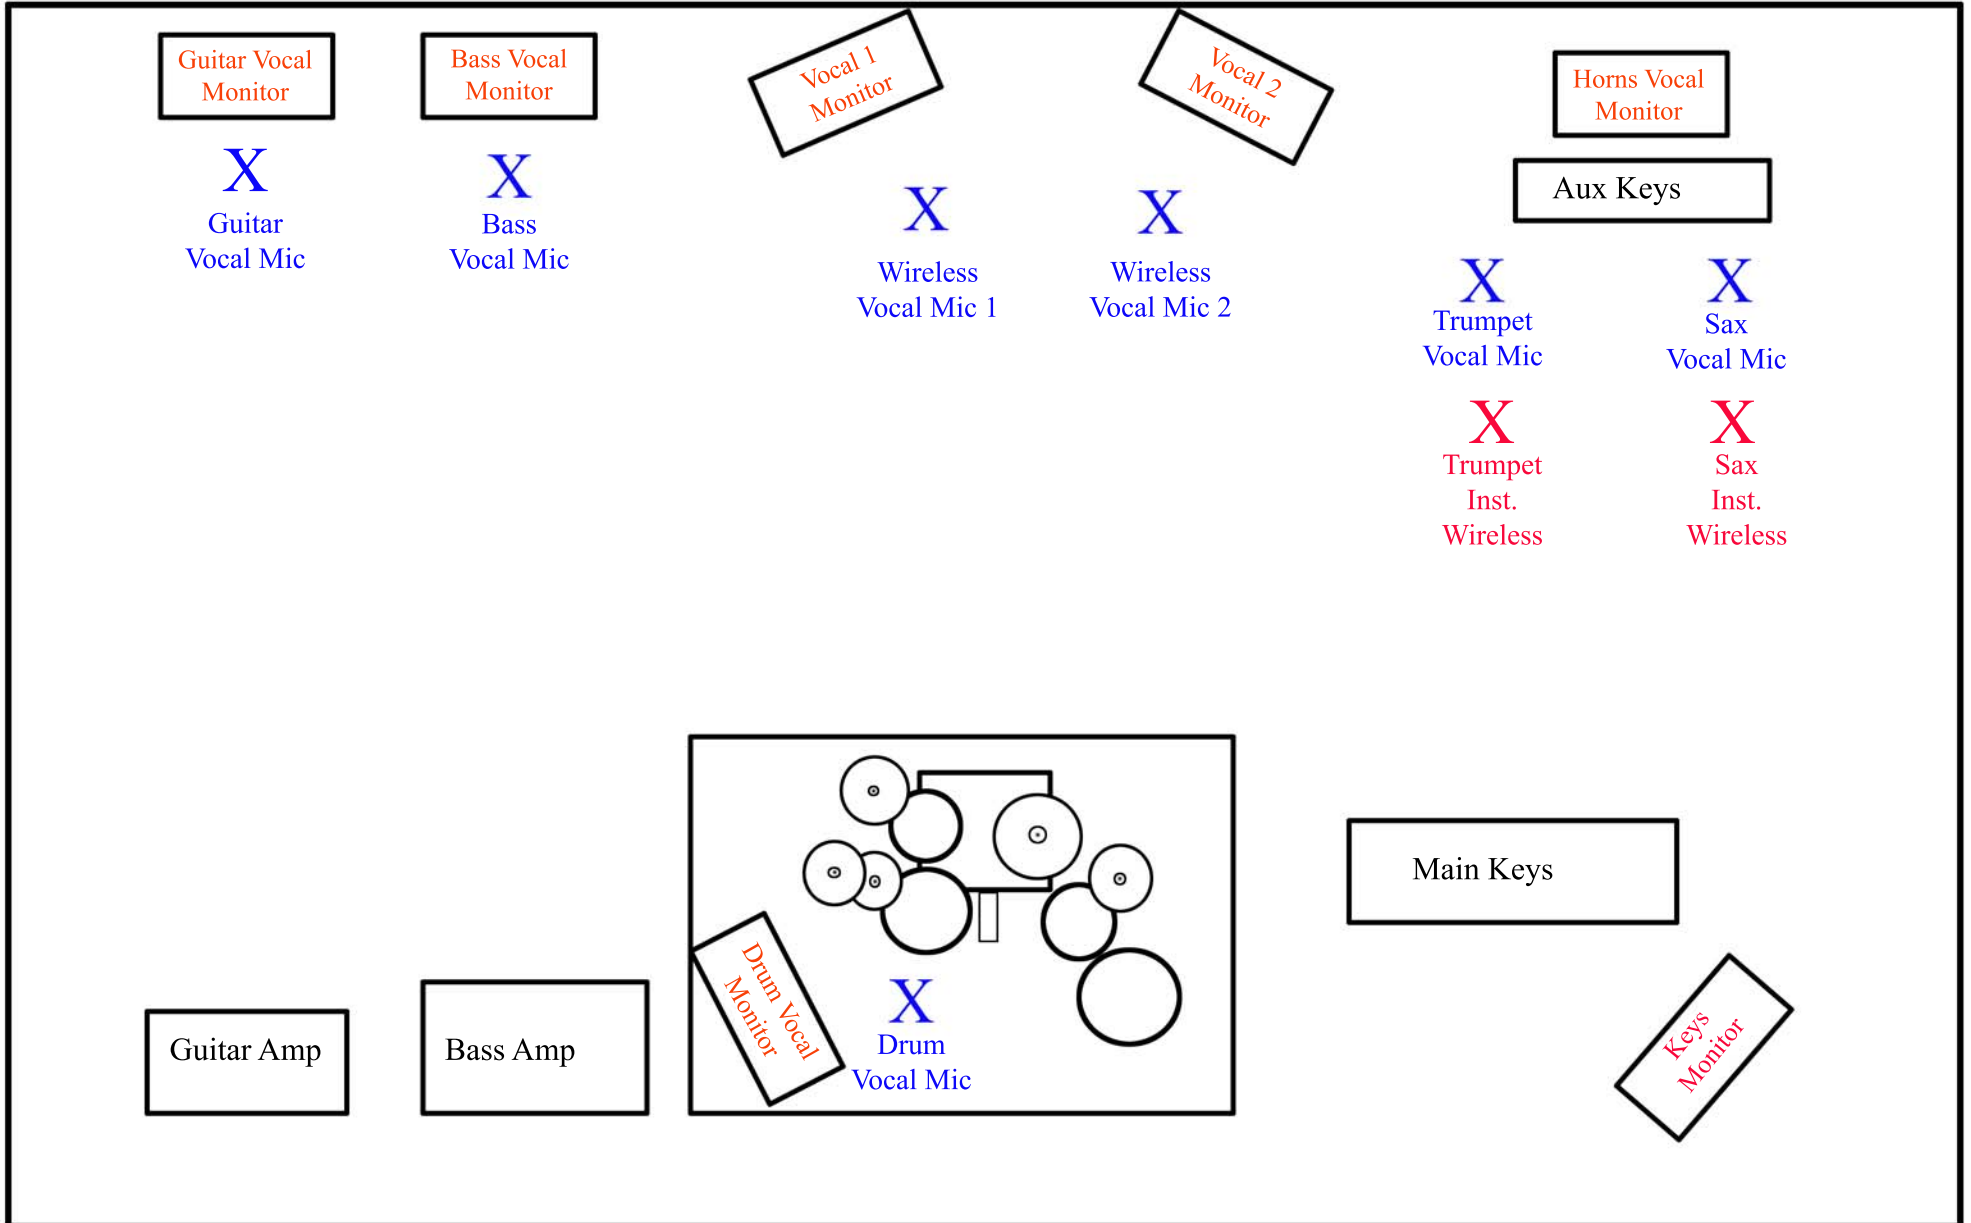 Guitar Vocal
Monitor
Bass Vocal
Monitor
Vocal 1
Monitor
Vocal 2
Monitor
Horns Vocal
Monitor
Aux Keys
X
Guitar
Vocal Mic
X
Bass
Vocal Mic
X
Wireless
Vocal Mic 1
X
Wireless
Vocal Mic 2
X
Trumpet
Vocal Mic
X
Sax
Vocal Mic
X
Trumpet
Inst.
Wireless
X
Sax
Inst.
Wireless
Main Keys
Guitar Amp
Bass Amp
Drum Vocal
Monitor
X
Drum
Vocal Mic
Keys
Monitor